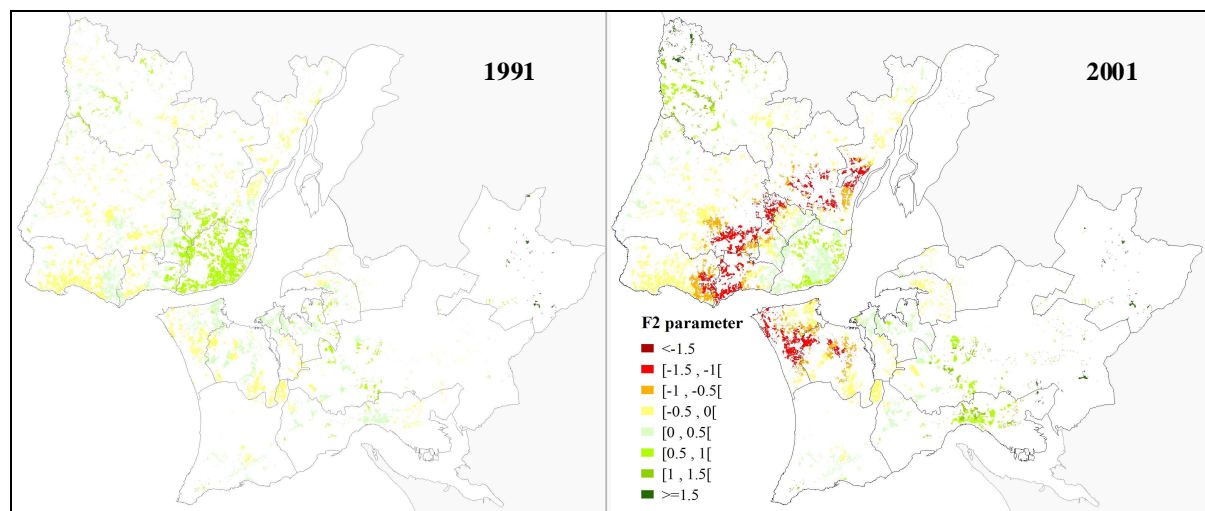 1991
2001
F2 parameter
<-1.5
[-1.5 , -1[
[-1 , -0.5[
[-0.5 , 0[
[0 , 0.5[
[0.5 , 1[
[1 , 1.5[
>=1.5